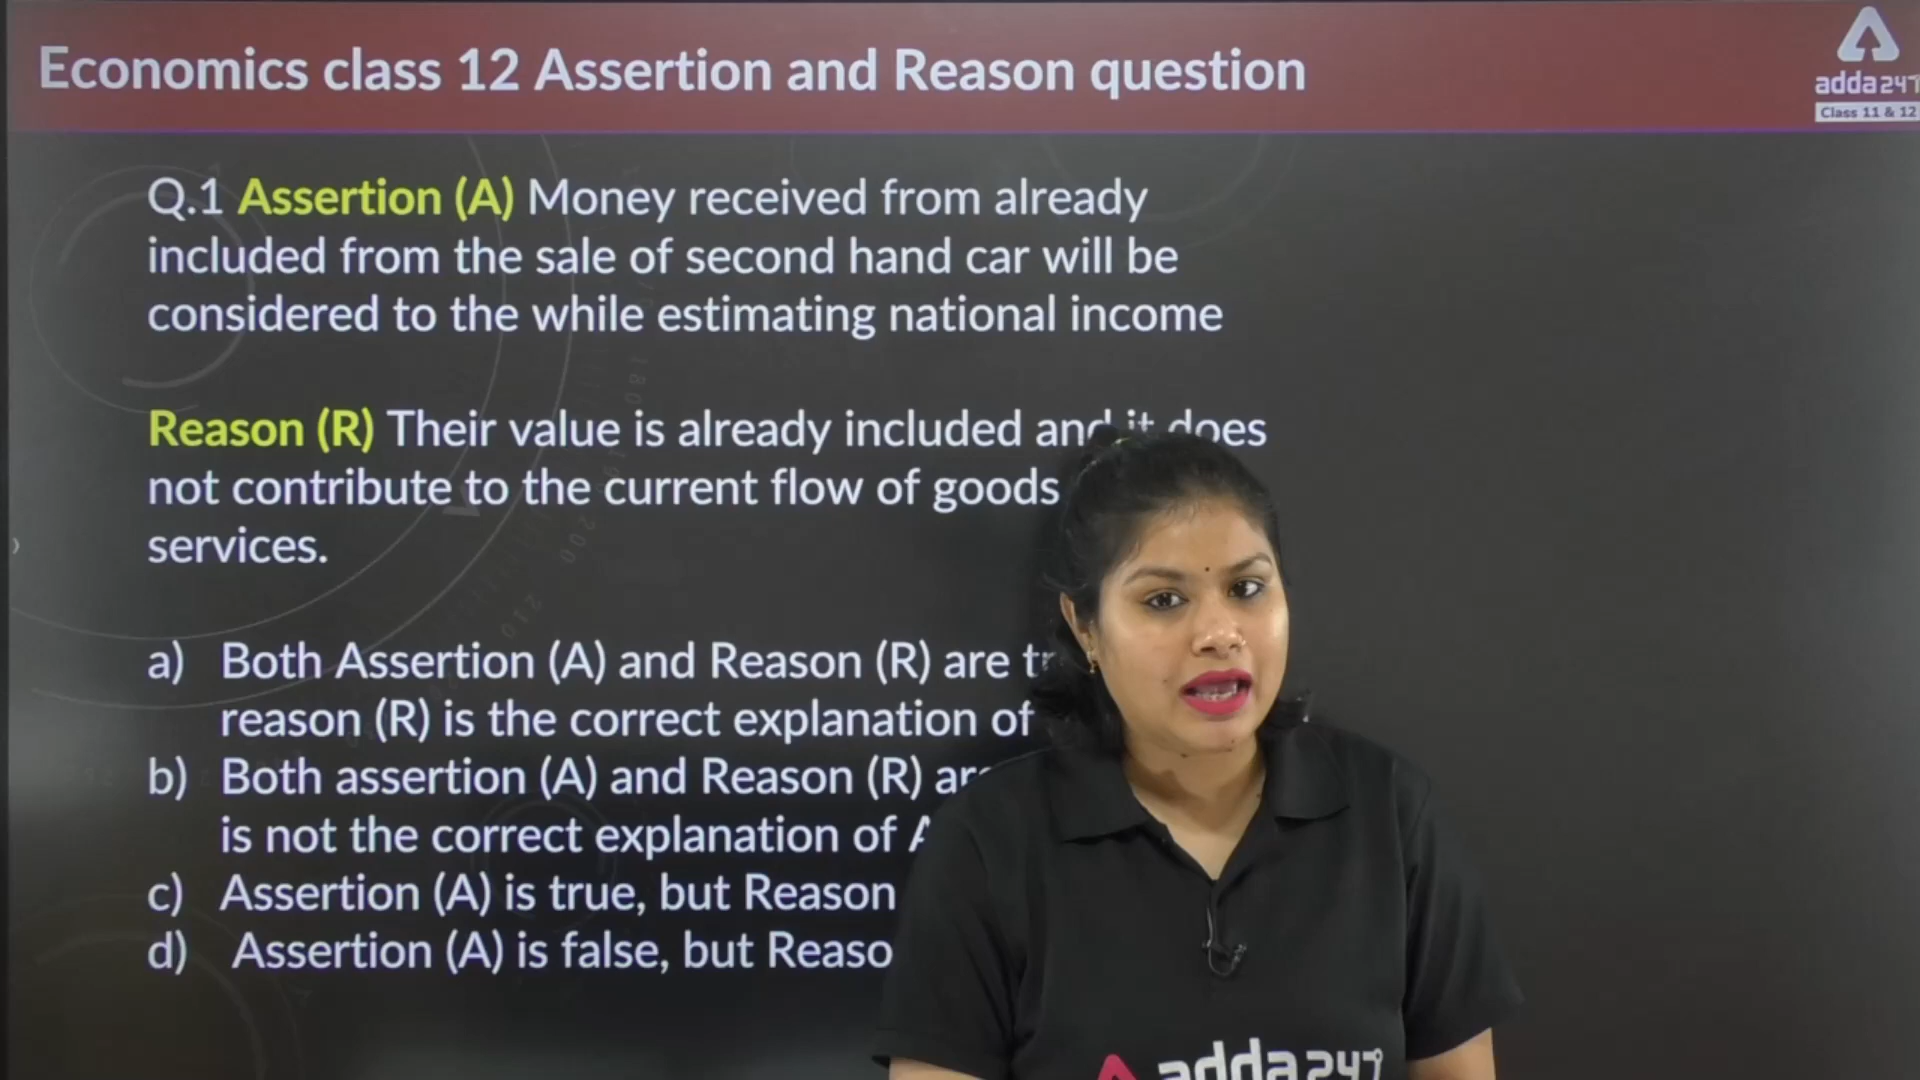 Economics class 12 Assertion and Reason question
adda247
Class 11 & 12
Q.1 Assertion (A) Money received from already
included from the sale of second hand car will be
considered to the while estimating national income
Reason (R) Their value is already included and it does
not contribute to the current flow of goods
services.
a) Both Assertion (A) and Reason (R) are
reason (R) is the correct explanation of
b) Both assertion (A) and Reason (R)
is not the correct explanation of
c) Assertion (A) is true, but Reason
d) Assertion (A) is false, but
adda247